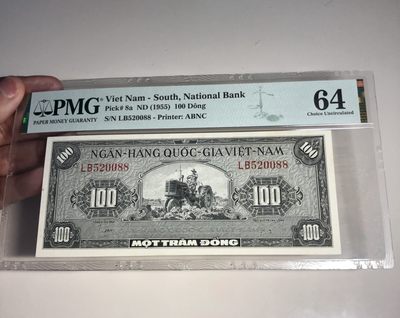 PMG Viet Nam - South, National Bank
PAPER MONEY GUARANTY
Pick# 8a ND (1955) 100 Dông
S/N LB520088 - Printer: ABNC
64
Choice Uncirculated
100 100
NGÂN-HÀNG QUỐC-GIA VIỆT-NAM
LB520088 LB520088
100 100
100 100
MỘT TRĂM ĐỒNG